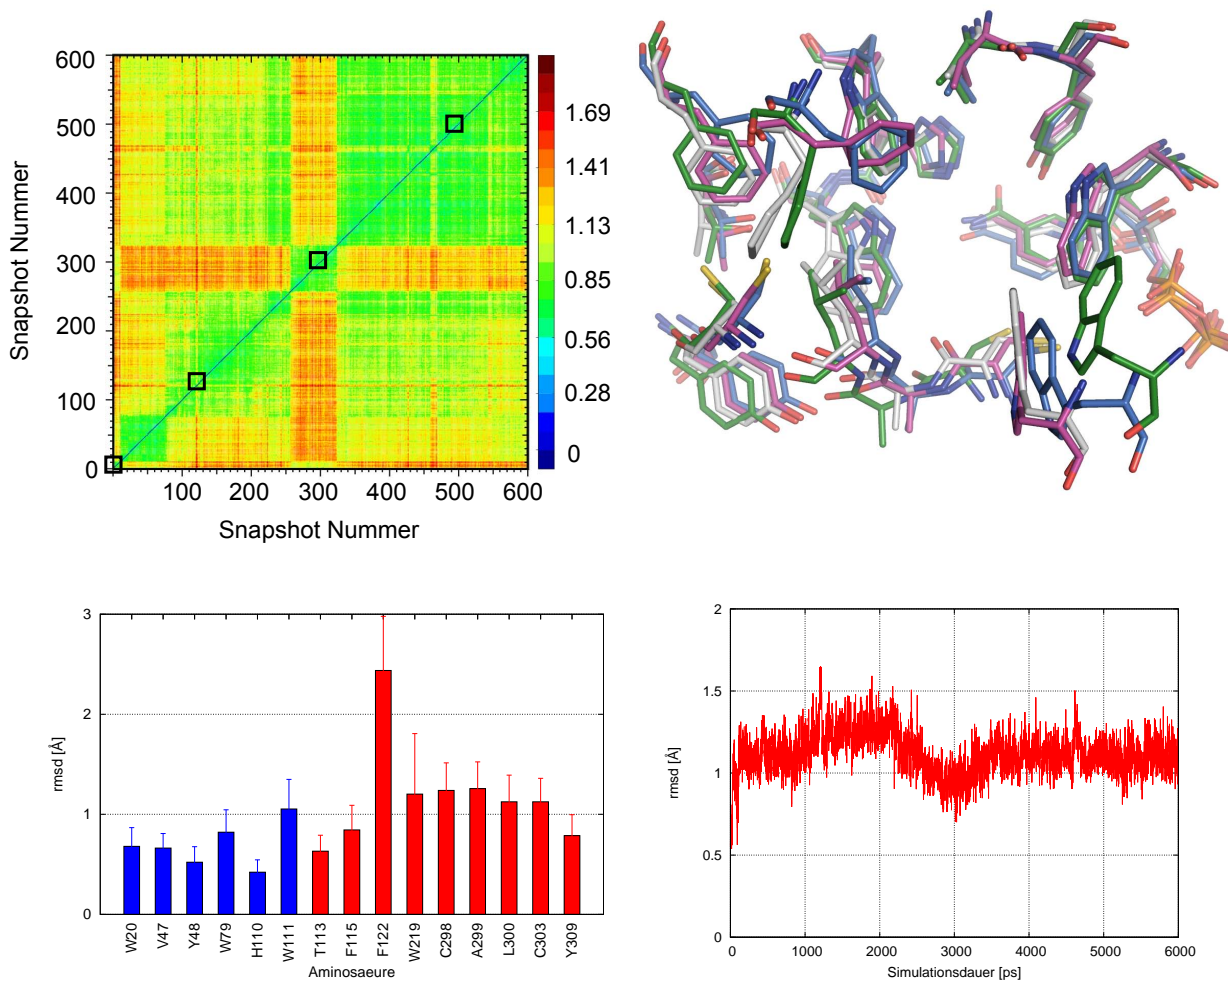 Snapshot Nummer
600
500
400
300
200
100
0
100 200 300 400 500 600
Snapshot Nummer
1.69
1.41
1.13
0.85
0.56
0.28
0
rmsd [Å]
3
2
1
0
W20 V47 Y48 W79 H110 W111 T113 F115 F122 W219 C298 A299 L300 C303 Y309
Aminosaeure
rmsd [Å]
2
1.5
1
0.5
0
0 1000 2000 3000 4000 5000 6000
Simulationsdauer [ps]